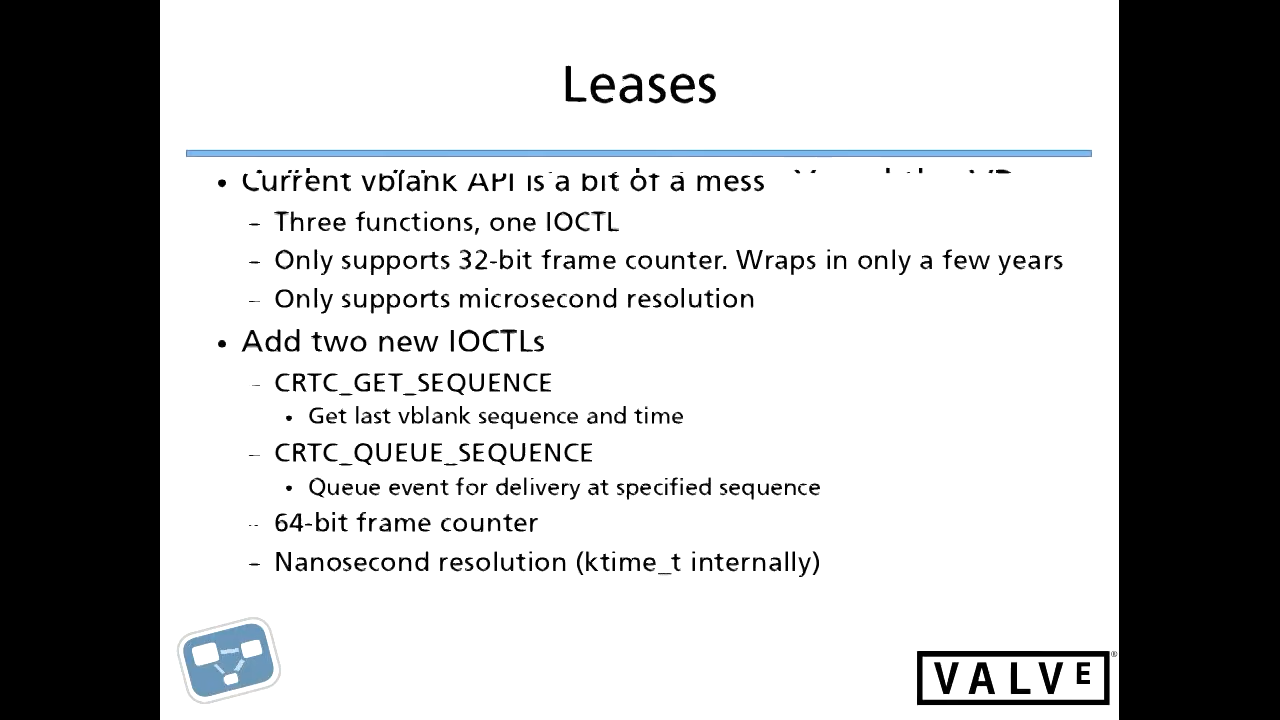 Leases
• Current vblank API is a bit of a mess
– Three functions, one IOCTL
– Only supports 32-bit frame counter. Wraps in only a few years
– Only supports microsecond resolution
• Add two new IOCTLs
– CRTC_GET_SEQUENCE
• Get last vblank sequence and time
– CRTC_QUEUE_SEQUENCE
• Queue event for delivery at specified sequence
– 64-bit frame counter
– Nanosecond resolution (ktime_t internally)
VALVE®